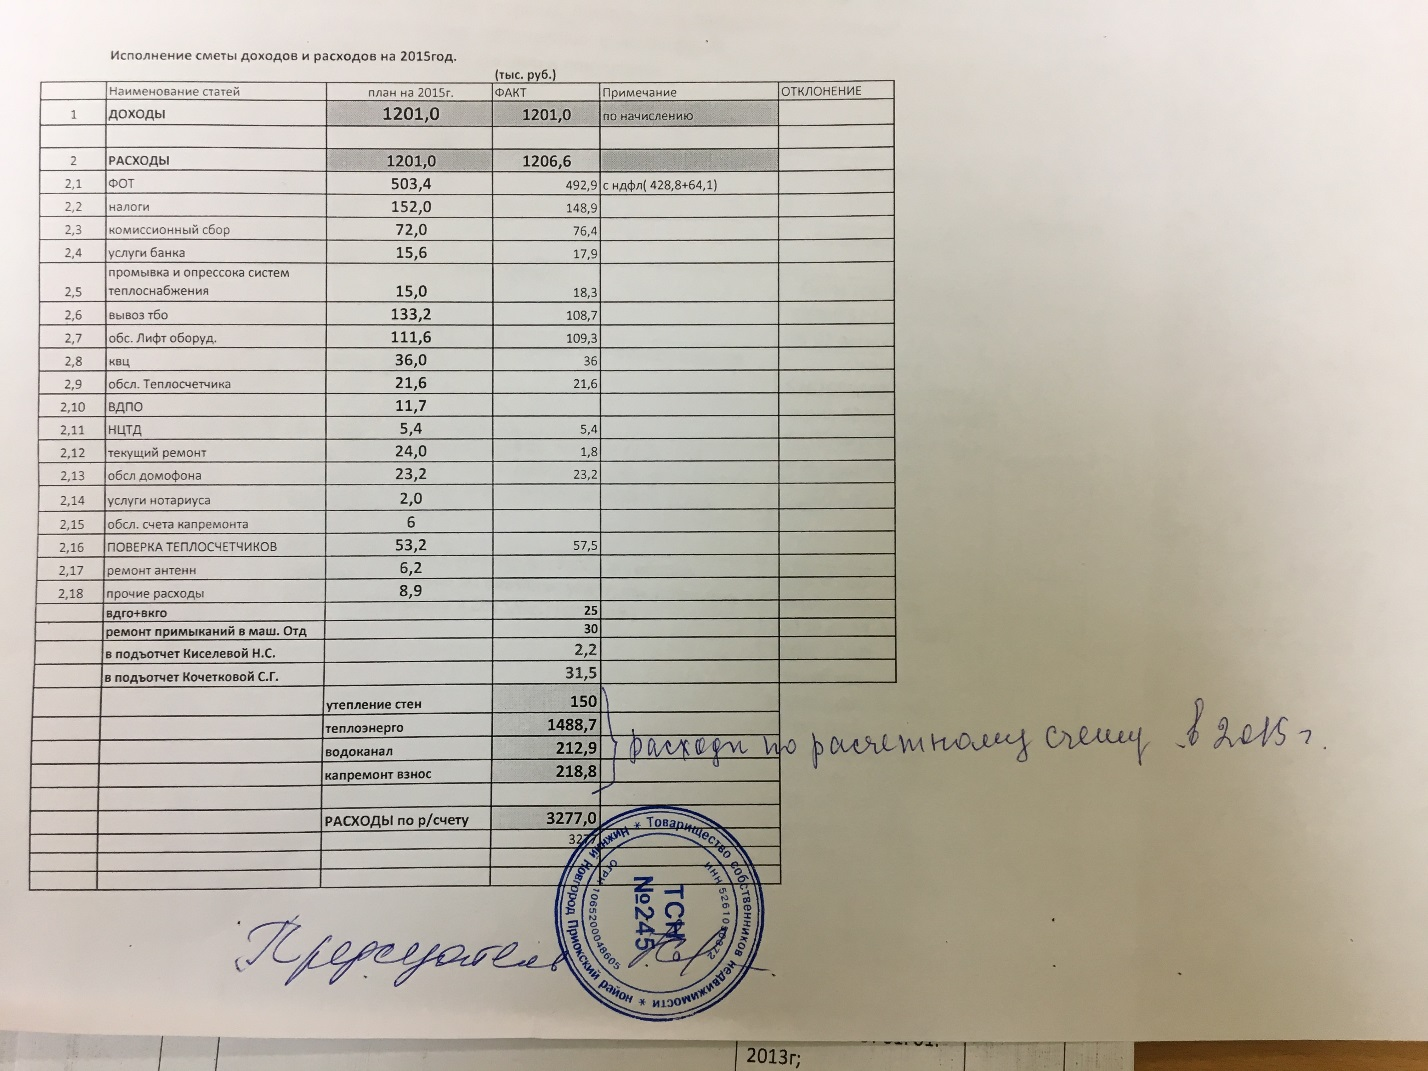 Исполнение сметы доходов и расходов на 2015год.
(тыс. руб.)
Наименование статей план на 2015г. ФАКТ Примечание ОТКЛОНЕНИЕ
1 ДОХОДЫ 1201,0 1201,0 по начислению
2 РАСХОДЫ 1201,0 1206,6
2,1 ФОТ 503,4 492,9 с ндфл( 428,8+64,1)
2,2 налоги 152,0 148,9
2,3 комиссионный сбор 72,0 76,4
2,4 услуги банка 15,6 17,9
промывка и опрессока систем
2,5 теплоснабжения 15,0 18,3
2,6 вывоз тбо 133,2 108,7
2,7 обс. Лифт оборуд. 111,6 109,3
2,8 квц 36,0 36
2,9 обсл. Теплосчетчика 21,6 21,6
2,10 ВДПО 11,7
2,11 НЦТД 5,4 5,4
2,12 текущий ремонт 24,0 1,8
2,13 обсл домофона 23,2 23,2
2,14 услуги нотариуса 2,0
2,15 обсл. счета капремонта 6
2,16 ПОВЕРКА ТЕПЛОСЧЕТЧИКОВ 53,2 57,5
2,17 ремонт антенн 6,2
2,18 прочие расходы 8,9
вдго+вкго 25
ремонт примыканий в маш. Отд 30
в подъотчет Киселевой Н.С. 2,2
в подъотчет Кочетковой С.Г. 31,5
утепление стен 150
теплоэнерго 1488,7
водоканал 212,9 расходы по расчетному счету в 2015 г.
капремонт взнос 218,8
РАСХОДЫ по р/счету 3277,0
3277
Товарищество собственников недвижимости * Приокский район * Нижний Новгород *
ОГРН 1065200048605
ТСН
№245
Председатель
2013г;